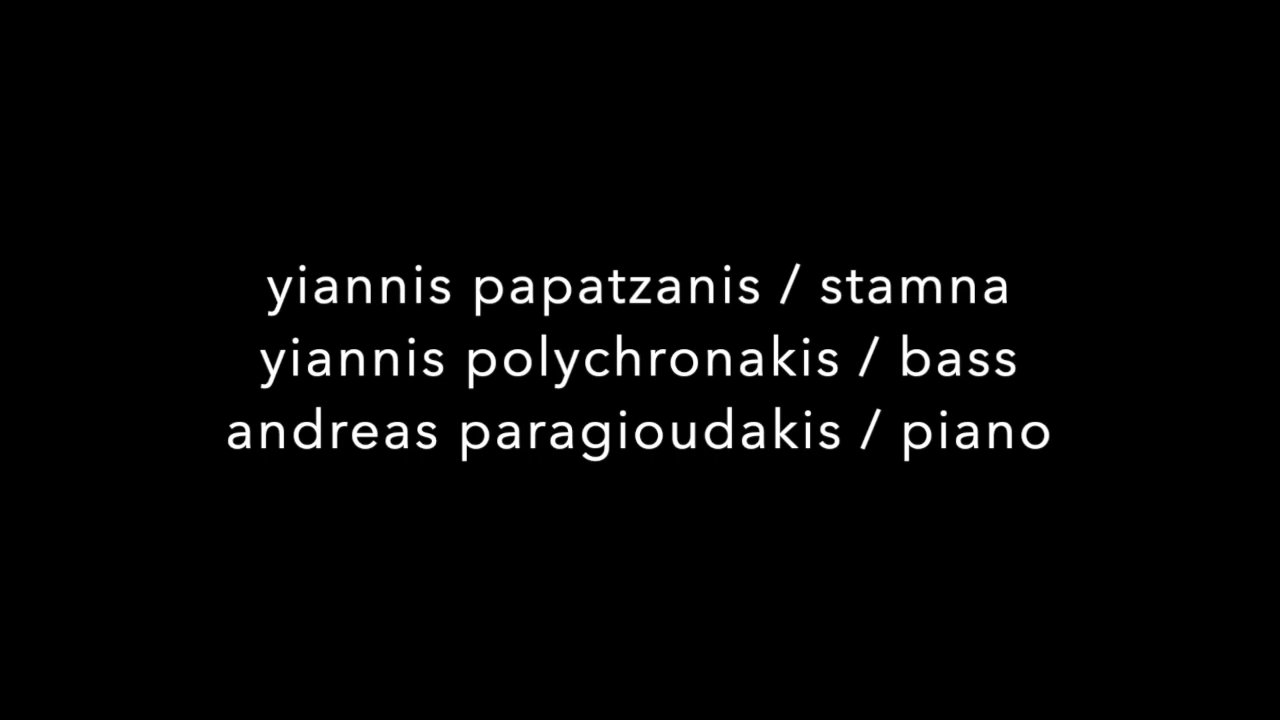 yiannis papatzanis / stamna
yiannis polychronakis / bass
andreas paragioudakis / piano